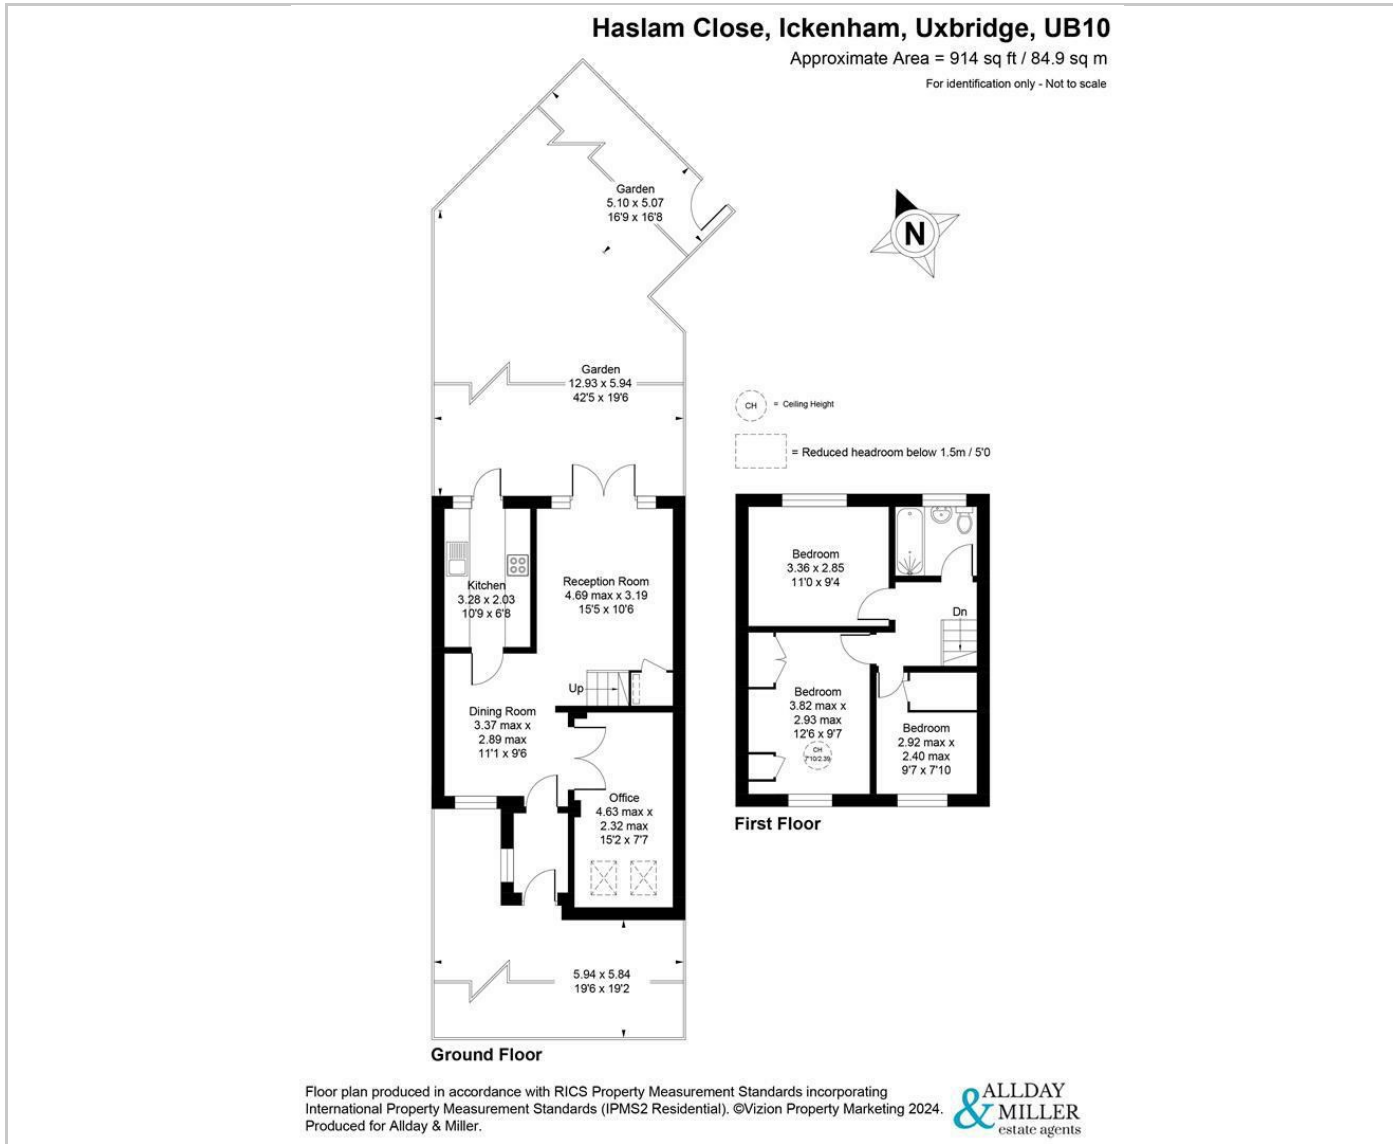 Haslam Close, Ickenham, Uxbridge, UB10
Approximate Area = 914 sq ft / 84.9 sq m
For identification only - Not to scale
Garden
5.10 x 5.07
16'9 x 16'8
N
Garden
12.93 x 5.94
42'5 x 19'6
CH = Ceiling Height
= Reduced headroom below 1.5m / 5'0
Kitchen
3.28 x 2.03
10'9 x 6'8
Reception Room
4.69 max x 3.19
15'5 x 10'6
Up
Dining Room
3.37 max x
2.89 max
11'1 x 9'6
Office
4.63 max x
2.32 max
15'2 x 7'7
5.94 x 5.84
19'6 x 19'2
Ground Floor
Bedroom
3.36 x 2.85
11'0 x 9'4
Dn
Bedroom
3.82 max x
2.93 max
12'6 x 9'7
CH
7'10/2.39
Bedroom
2.92 max x
2.40 max
9'7 x 7'10
First Floor
Floor plan produced in accordance with RICS Property Measurement Standards incorporating
International Property Measurement Standards (IPMS2 Residential). ©Vizion Property Marketing 2024.
Produced for Allday & Miller.
ALLDAY
& MILLER
estate agents